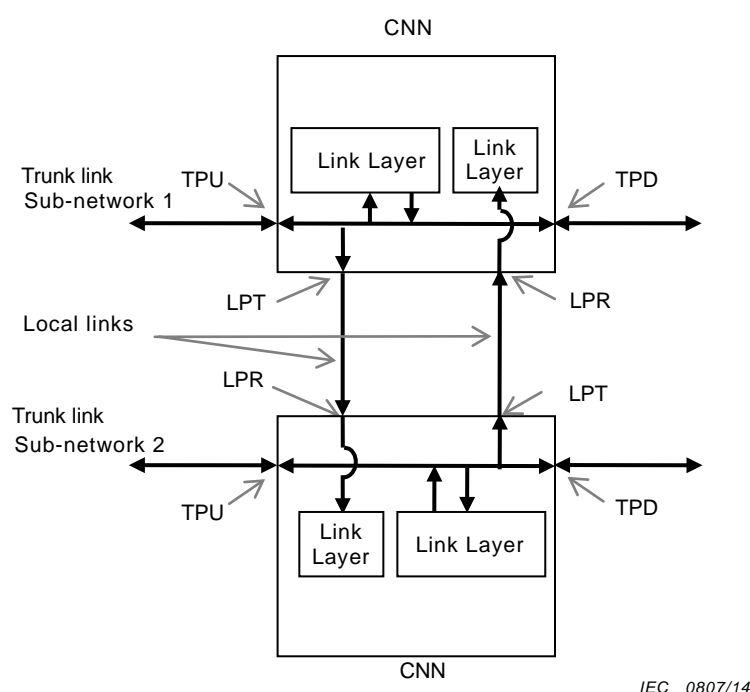 CNN
Link Layer
Link
Layer
Trunk link
Sub-network 1
TPU
TPD
LPT
LPR
Local links
LPR
LPT
Trunk link
Sub-network 2
TPU
TPD
Link
Layer
Link Layer
CNN
IEC 0807/14